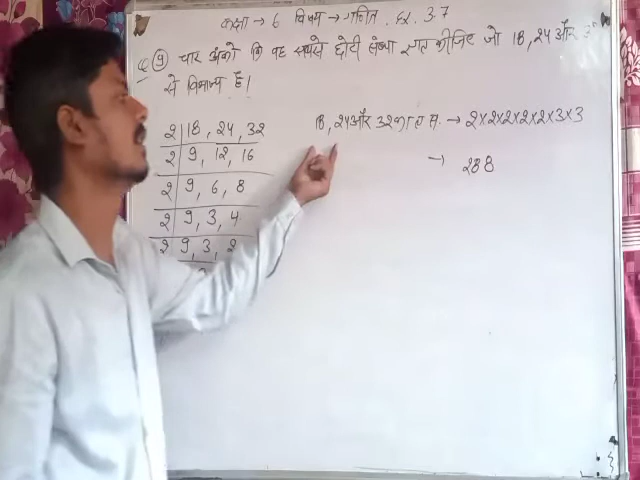 कक्षा → 6 विषय → गणित . Ex. 3.7
Q 9 चार अंको कि वह सबसे छोटी संख्या ज्ञात कीजिए जो 18, 24 और
से विभाज्य है।
2 18, 24, 32
2 9, 12, 16
2 9, 6, 8
2 9, 3, 4
2 9, 3, 2
18, 24 और 32 का ल स. → 2×2×2×2×2×3×3
→ 288